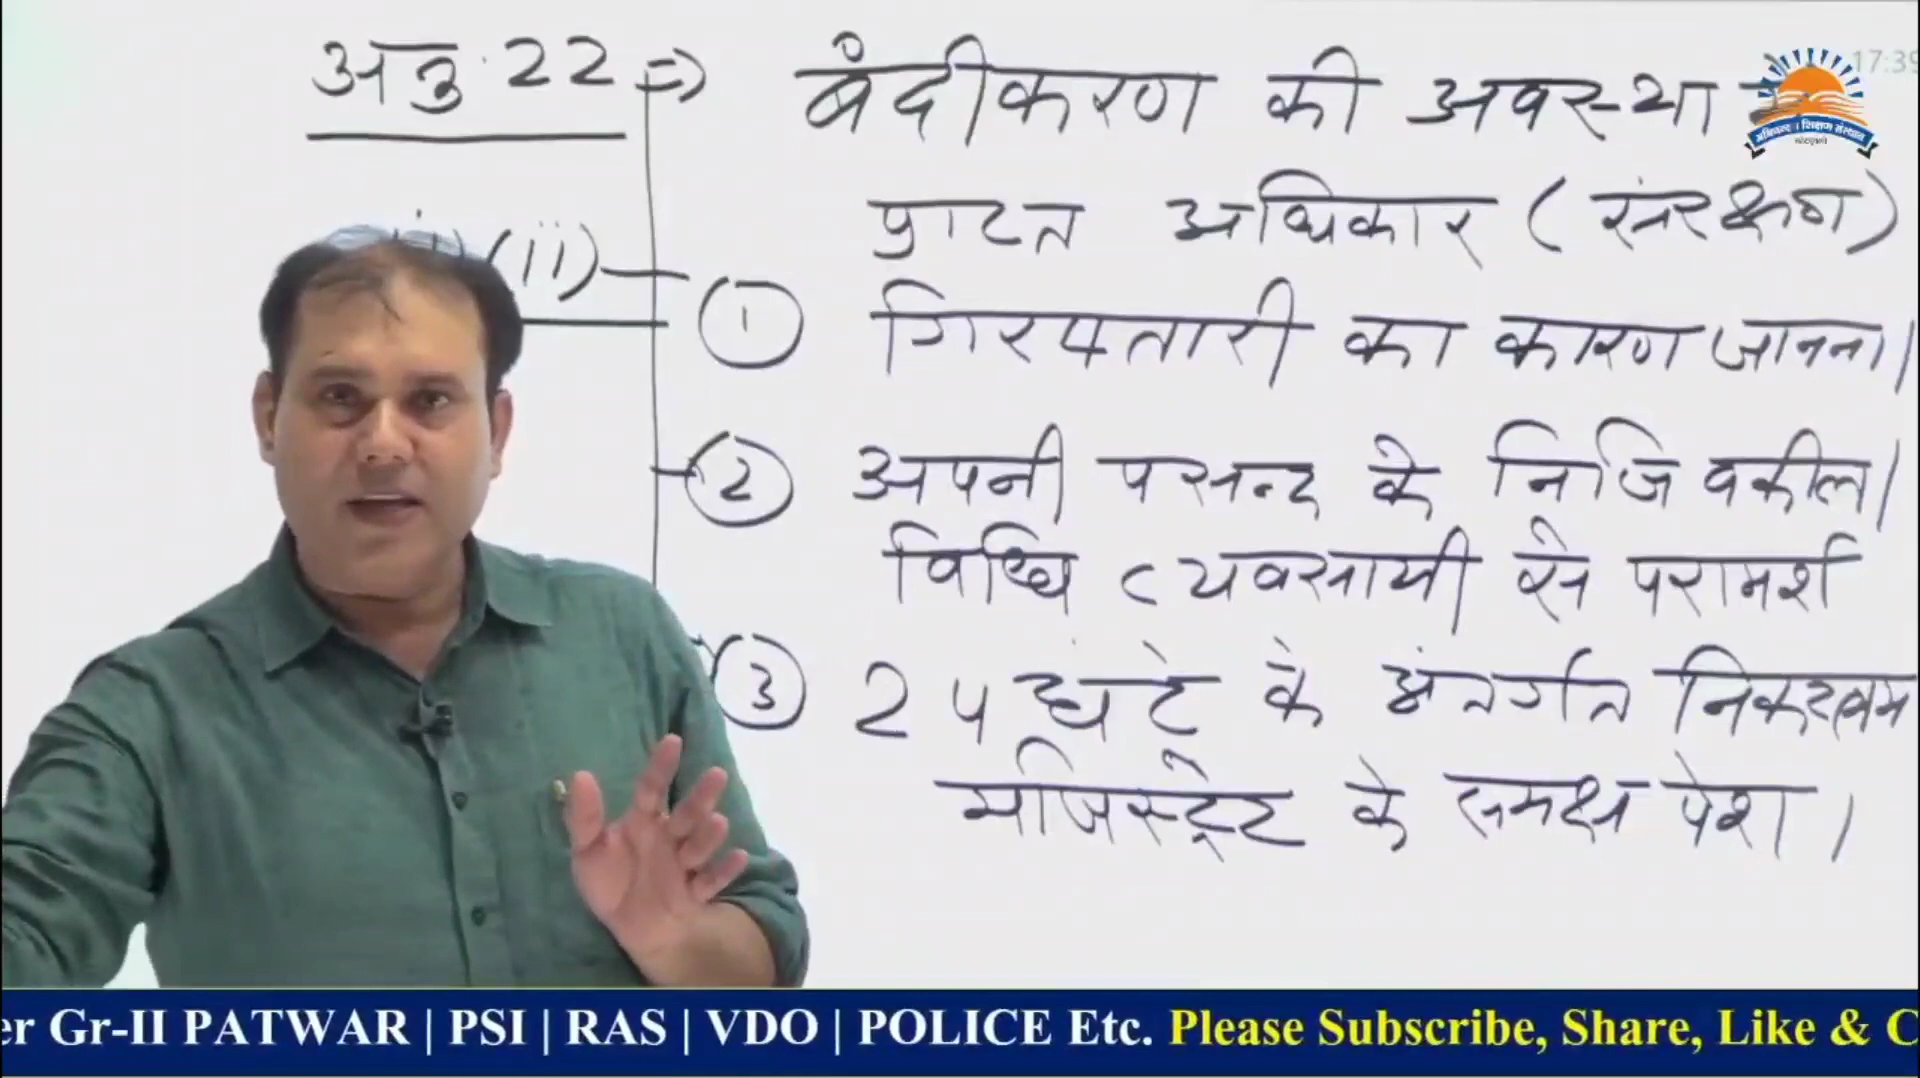 अनु. 22 => बंदीकरण की अवस्था
17:39
प्राप्त अधिकार ( संरक्षण )
(ii) ① गिरफ्तारी का कारण जानना।
② अपनी पसन्द के निजि वकील।
विधि व्यवसायी से परामर्श
③ 24 घंटे के अंतर्गत निकटतम
मजिस्ट्रेट के समक्ष पेश।
शिक्षण संस्थान
er Gr-II PATWAR | PSI | RAS | VDO | POLICE Etc. Please Subscribe, Share, Like & C